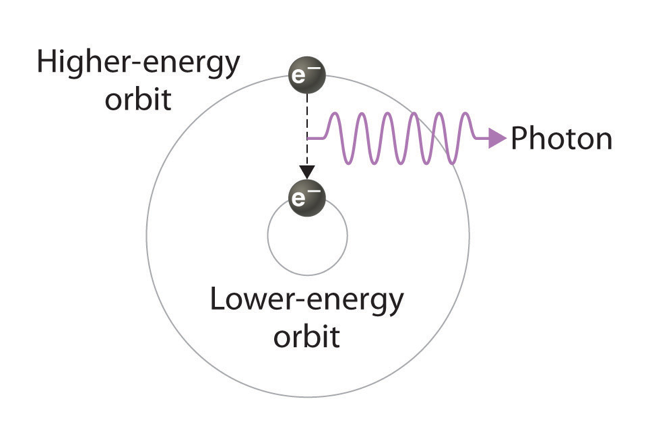 Higher-energy
orbit
e−
Photon
e−
Lower-energy
orbit